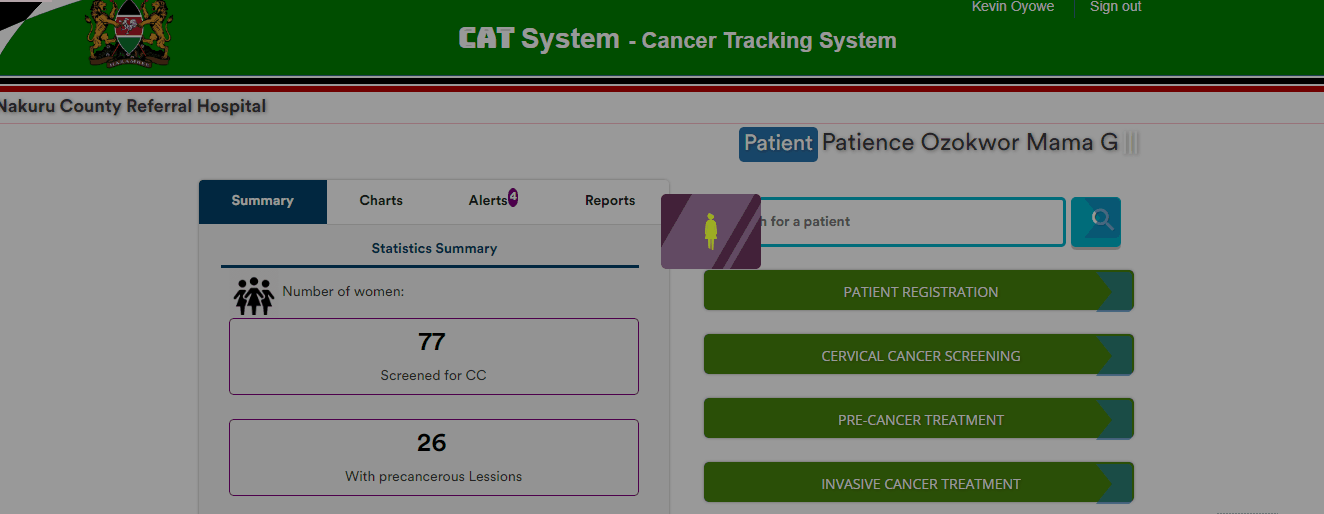 Kevin Oyowe Sign out
CAT System - Cancer Tracking System
Nakuru County Referral Hospital
Patient Patience Ozokwor Mama G
Summary Charts Alerts 4 Reports
Statistics Summary
h for a patient
Number of women:
77
Screened for CC
26
With precancerous Lessions
PATIENT REGISTRATION
CERVICAL CANCER SCREENING
PRE-CANCER TREATMENT
INVASIVE CANCER TREATMENT